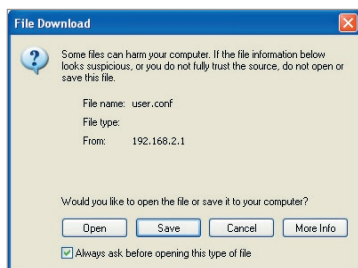 File Download
Some files can harm your computer. If the file information below
looks suspicious, or you do not fully trust the source, do not open or
save this file.
File name: user.conf
File type:
From: 192.168.2.1
Would you like to open the file or save it to your computer?
Open Save Cancel More Info
Always ask before opening this type of file